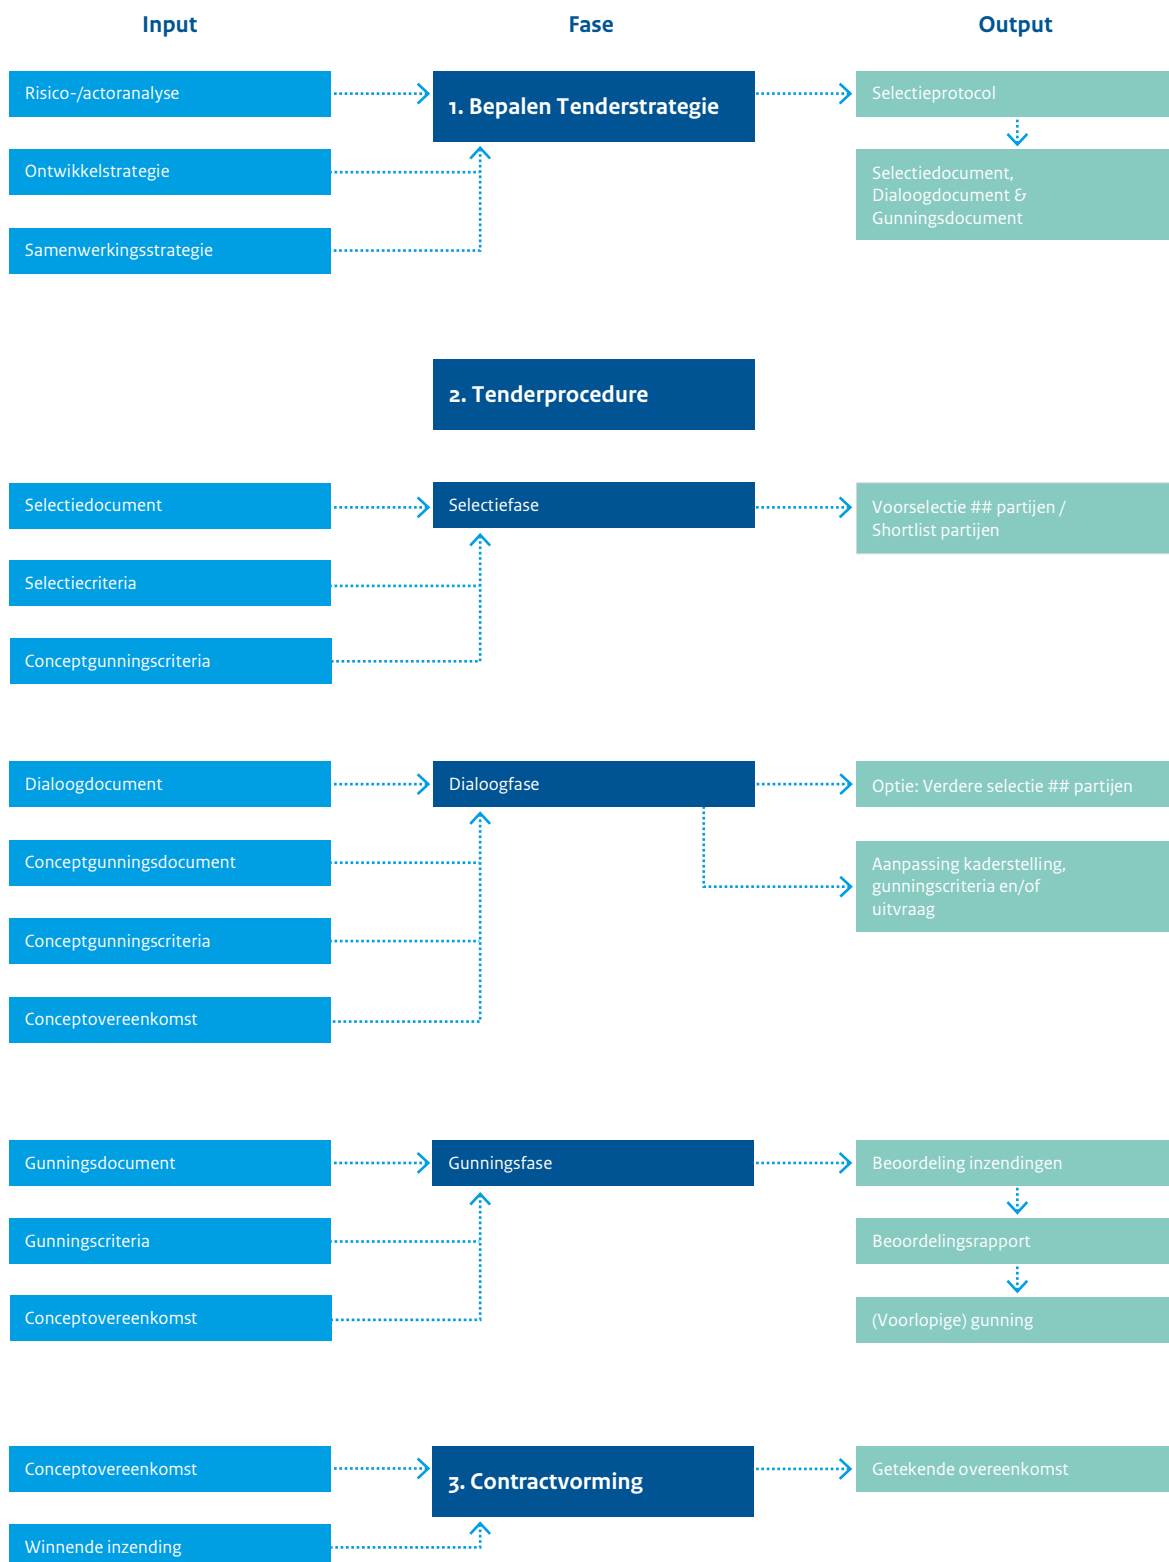 Input
Fase
Output
Risico-/actoranalyse
1. Bepalen Tenderstrategie
Selectieprotocol
Ontwikkelstrategie
Selectiedocument,
Dialoogdocument &
Gunningsdocument
Samenwerkingsstrategie
2. Tenderprocedure
Selectiedocument
Selectiefase
Voorselectie ## partijen /
Shortlist partijen
Selectiecriteria
Conceptgunningscriteria
Dialoogdocument
Dialoogfase
Optie: Verdere selectie ## partijen
Conceptgunningsdocument
Aanpassing kaderstelling,
gunningscriteria en/of
uitvraag
Conceptgunningscriteria
Conceptovereenkomst
Gunningsdocument
Gunningsfase
Beoordeling inzendingen
Gunningscriteria
Beoordelingsrapport
Conceptovereenkomst
(Voorlopige) gunning
Conceptovereenkomst
3. Contractvorming
Getekende overeenkomst
Winnende inzending